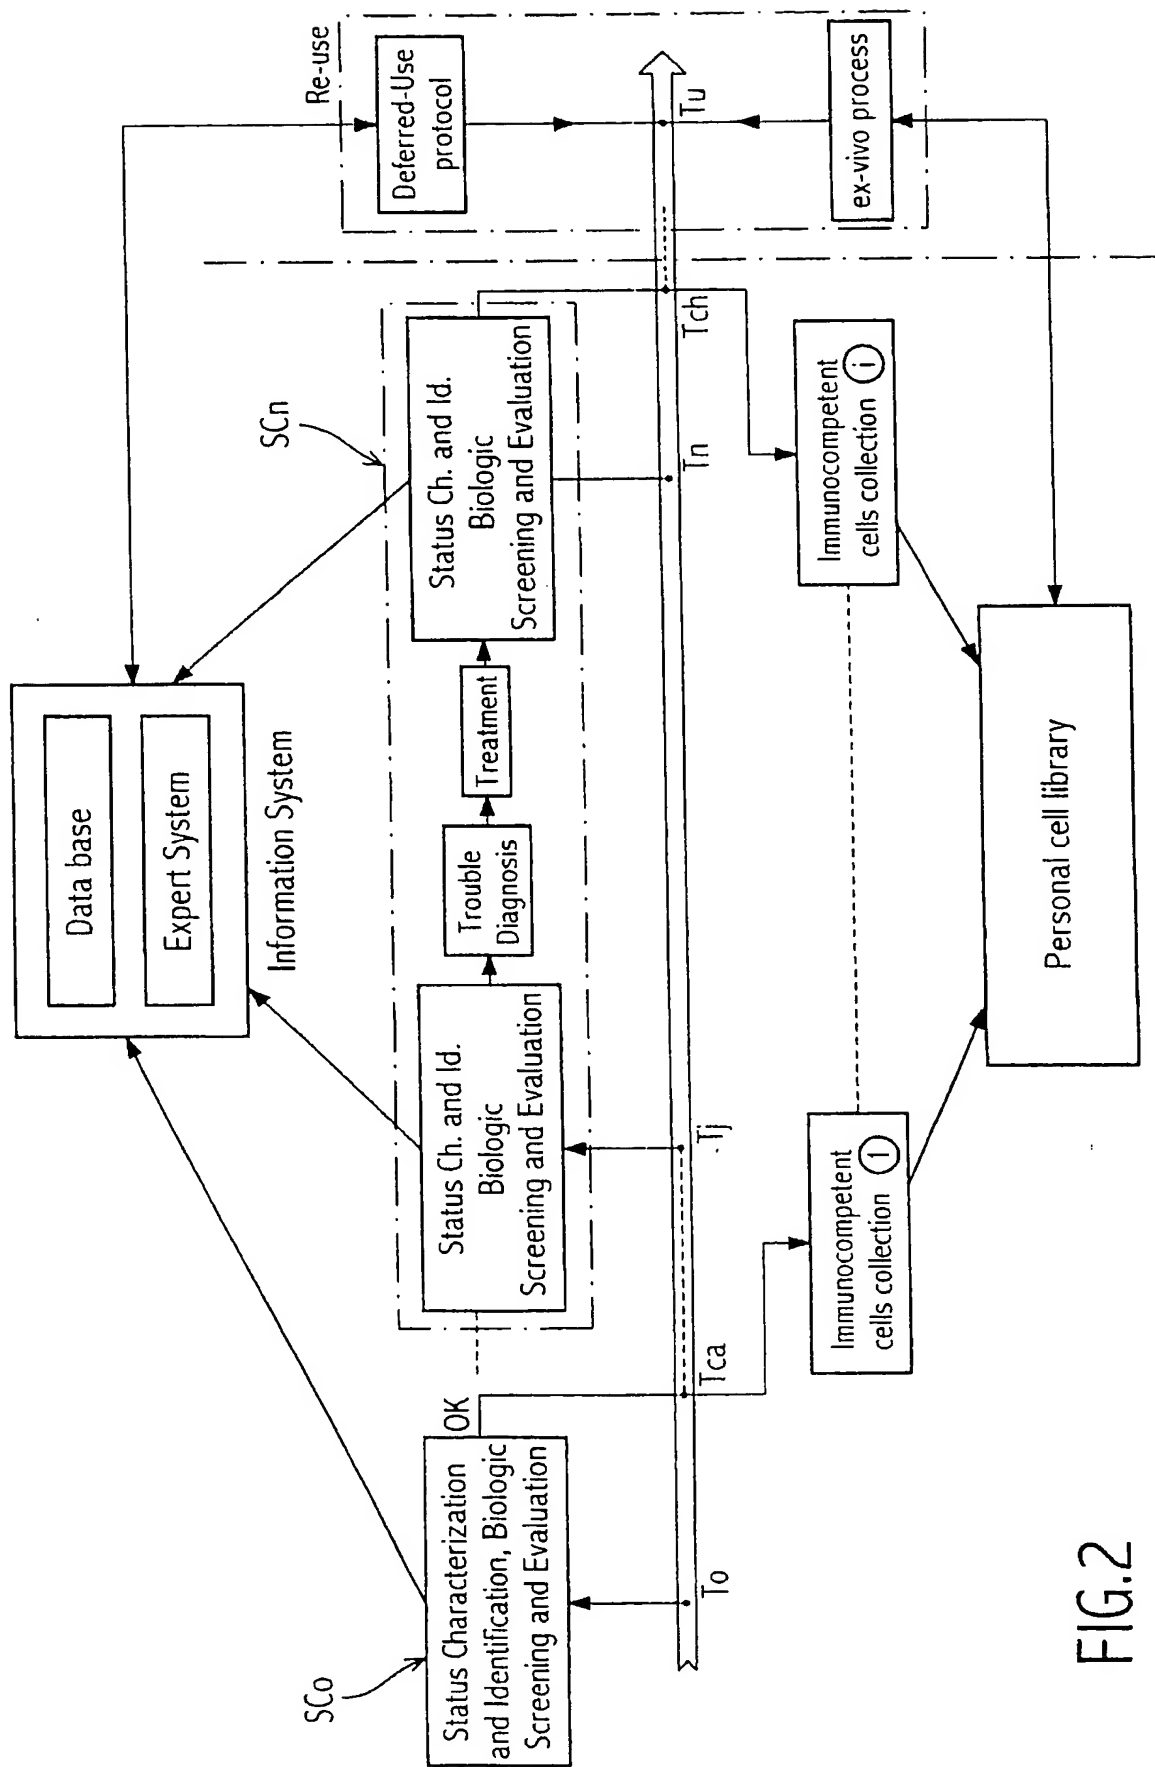 Data base
Expert System
Information System
Re-use
Deferred-Use
protocol
SCo
Status Characterization
and Identification, Biologic
Screening and Evaluation
OK
Status Ch. and Id.
Biologic
Screening and Evaluation
Trouble
Diagnosis
Treatment
SCn
Status Ch. and Id.
Biologic
Screening and Evaluation
To
Tca
Tj
Tn
Tch
Tu
Immunocompetent
cells collection 1
Immunocompetent
cells collection i
ex-vivo process
Personal cell library
FIG.2